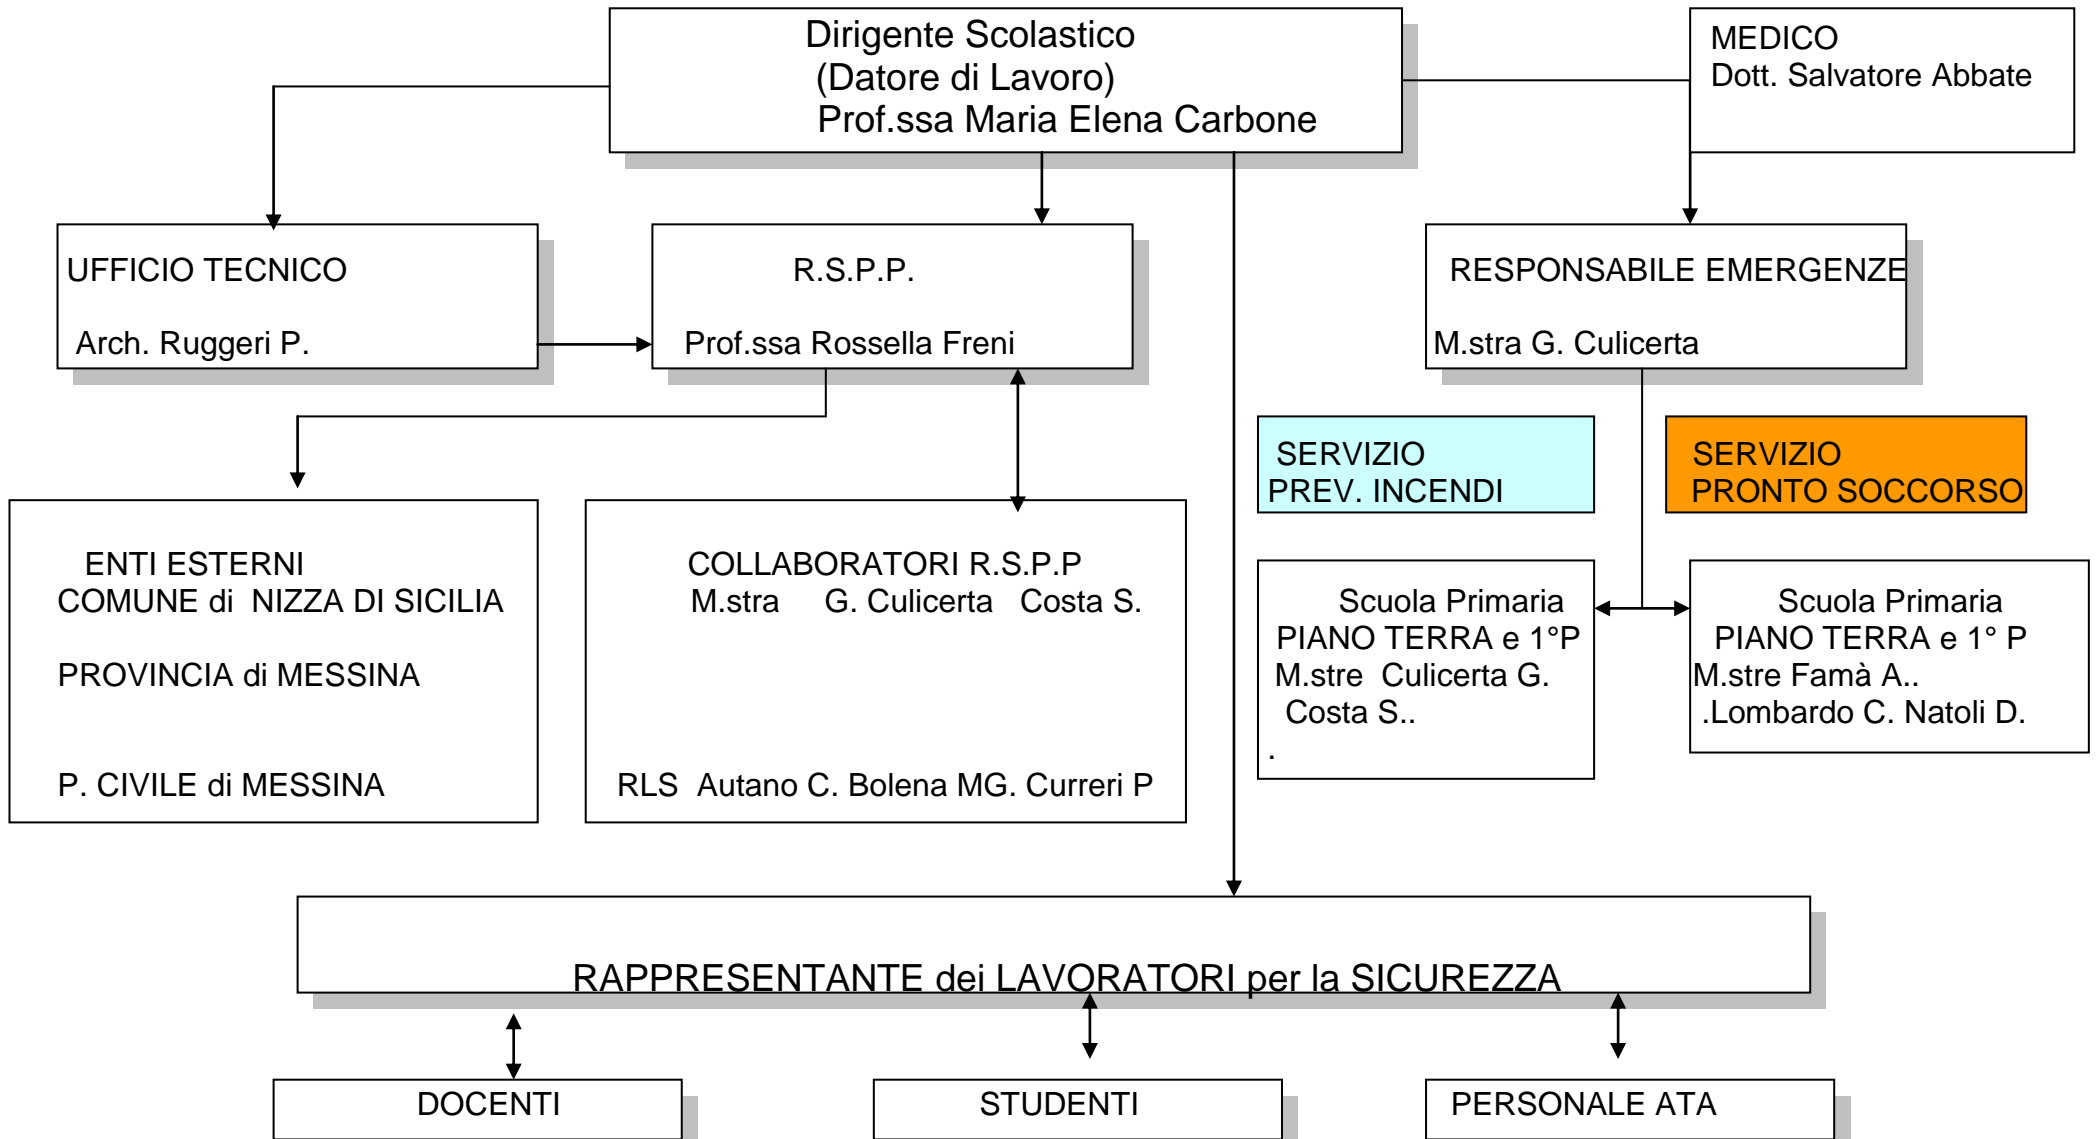 Dirigente Scolastico
(Datore di Lavoro)
Prof.ssa Maria Elena Carbone
MEDICO
Dott. Salvatore Abbate
UFFICIO TECNICO
Arch. Ruggeri P.
R.S.P.P.
Prof.ssa Rossella Freni
RESPONSABILE EMERGENZE
M.stra G. Culicerta
SERVIZIO
PREV. INCENDI
SERVIZIO
PRONTO SOCCORSO
ENTI ESTERNI
COMUNE di NIZZA DI SICILIA
PROVINCIA di MESSINA
P. CIVILE di MESSINA
COLLABORATORI R.S.P.P
M.stra G. Culicerta Costa S.
RLS Autano C. Bolena MG. Curreri P
Scuola Primaria
PIANO TERRA e 1°P
M.stre Culicerta G.
Costa S..
.
Scuola Primaria
PIANO TERRA e 1° P
M.stre Famà A..
.Lombardo C. Natoli D.
RAPPRESENTANTE dei LAVORATORI per la SICUREZZA
DOCENTI
STUDENTI
PERSONALE ATA